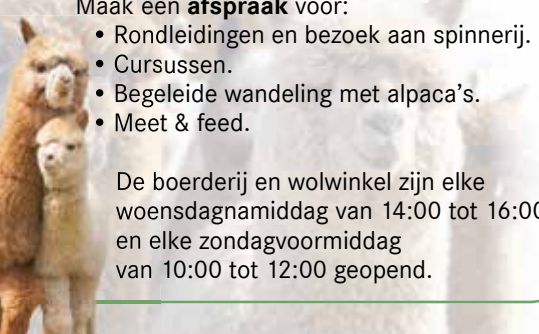 Maak een afspraak voor:
• Rondleidingen en bezoek aan spinnerij.
• Cursussen.
• Begeleide wandeling met alpaca's.
• Meet & feed.
De boerderij en wolwinkel zijn elke
woensdagnamiddag van 14:00 tot 16:00
en elke zondagvoormiddag
van 10:00 tot 12:00 geopend.